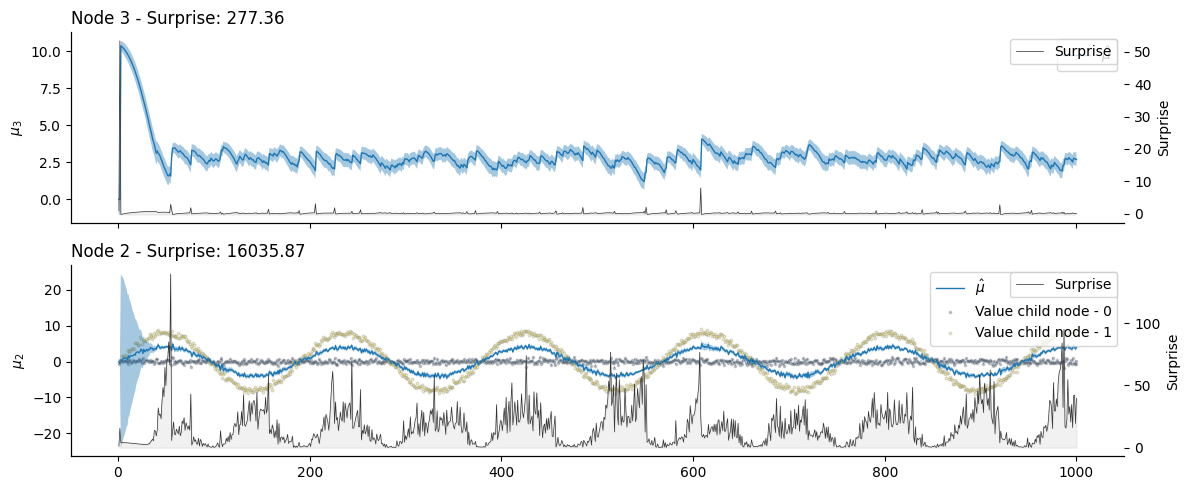 Node 3 - Surprise: 277.36
10.0
7.5
5.0
2.5
0.0
μ3
Surprise
50
40
30
20
10
0
Surprise
Node 2 - Surprise: 16035.87
20
10
0
−10
−20
μ2
μ̂
Value child node - 0
Value child node - 1
Surprise
100
50
0
Surprise
0
200
400
600
800
1000